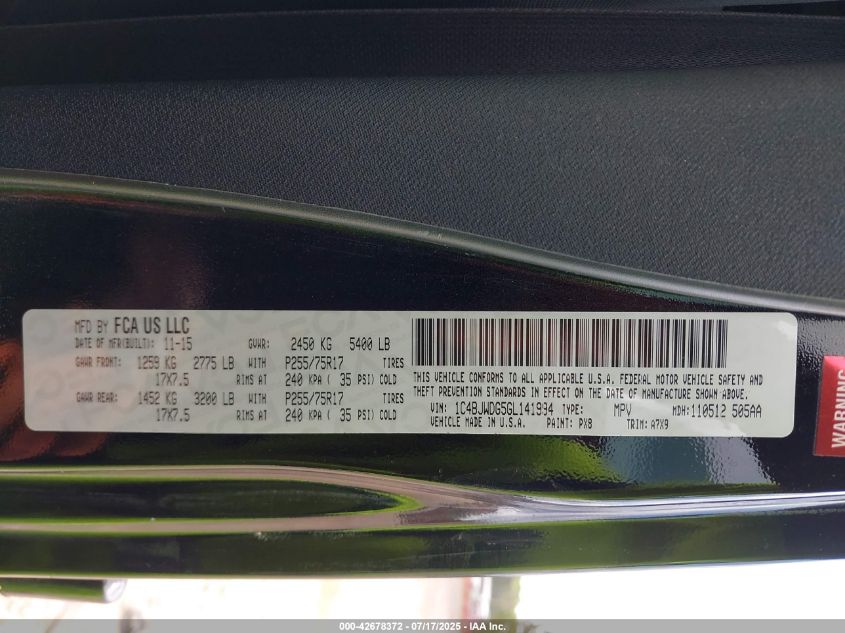 MFD BY FCA US LLC
DATE OF MFR(BUILT): 11-15 GVWR: 2450 KG 5400 LB
GAWR FRONT: 1259 KG 2775 LB WITH P255/75R17 TIRES
17X7.5 RIMS AT 240 KPA ( 35 PSI) COLD
GAWR REAR: 1452 KG 3200 LB WITH P255/75R17 TIRES
17X7.5 RIMS AT 240 KPA ( 35 PSI) COLD
THIS VEHICLE CONFORMS TO ALL APPLICABLE U.S.A. FEDERAL MOTOR VEHICLE SAFETY AND
THEFT PREVENTION STANDARDS IN EFFECT ON THE DATE OF MANUFACTURE SHOWN ABOVE.
VIN: 1C4BJWDG5GL141934 TYPE: MPV MDH: 110512 505AA
VEHICLE MADE IN U.S.A. PAINT: PX8 TRIM: A7X9
WARNING
000-42678372 - 07/17/2025 - IAA Inc.